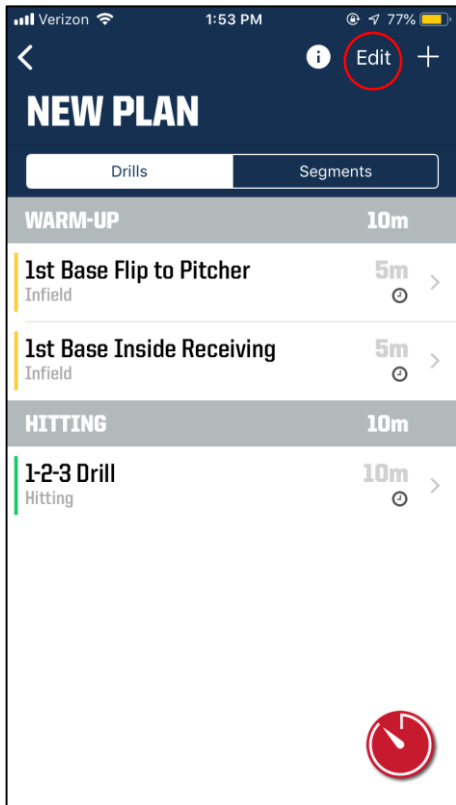 Verizon 1:53 PM 77%
Edit
NEW PLAN
Drills Segments
WARM-UP 10m
1st Base Flip to Pitcher 5m
Infield
1st Base Inside Receiving 5m
Infield
HITTING 10m
1-2-3 Drill 10m
Hitting